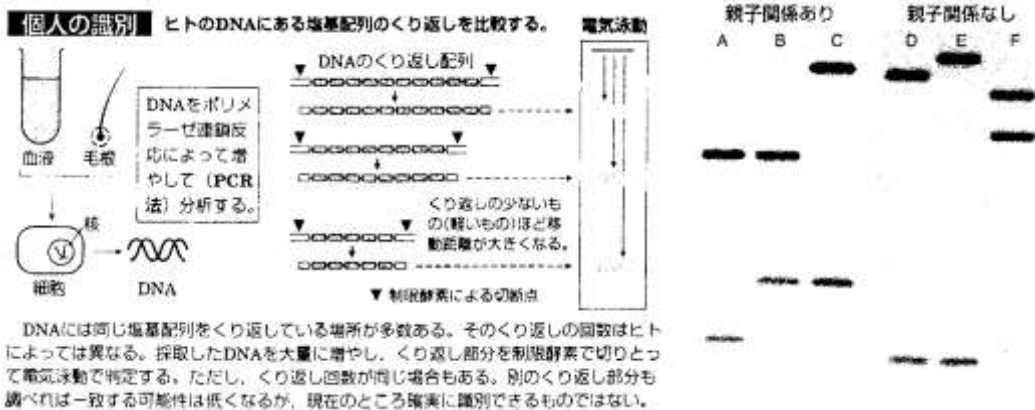 個人の識別 ヒトのDNAにある塩基配列のくり返しを比較する。
電気泳動
DNAのくり返し配列
血液
毛根
DNAをポリメ
ラーゼ連鎖反
応によって増
やして(PCR
法)分析する。
核
細胞
DNA
くり返しの少ないも
の(軽いもの)ほど移
動距離が大きくなる。
▼制限酵素による切断点
DNAには同じ塩基配列をくり返している場所が多数ある。そのくり返しの回数はヒト
によっては異なる。採取したDNAを大量に増やし、くり返し部分を制限酵素で切りとっ
て電気泳動で判定する。ただし、くり返し回数が同じ場合もある。別のくり返し部分も
調べれば一致する可能性は低くなるが、現在のところ確実に識別できるものではない。
親子関係あり
A B C
親子関係なし
D E F